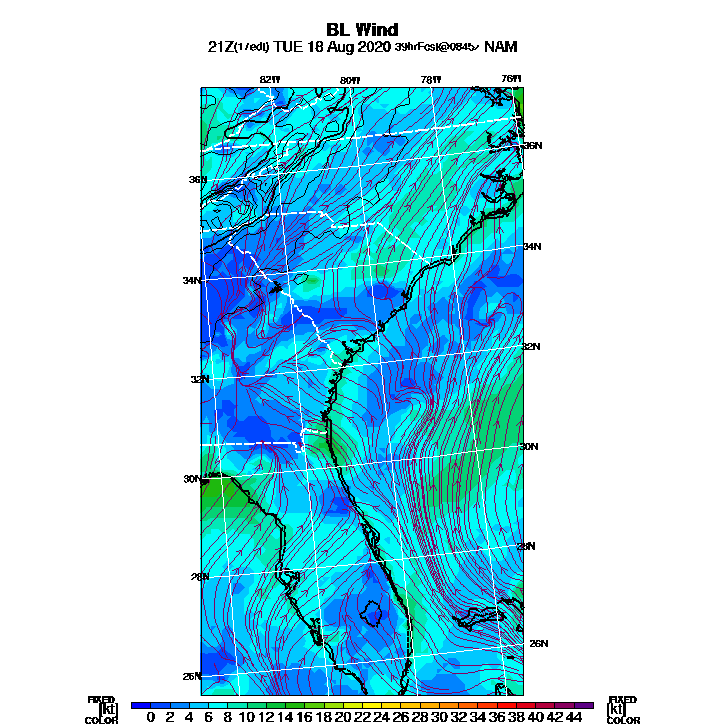 BL Wind
21Z(17edt) TUE 18 Aug 2020 39hrFcst@0845z NAM
82W 80W 78W 76W
36N
36N
34N
34N
32N
32N
30N
30N
28N
28N
26N
26N
FIXED FIXED
[kt] 0 2 4 6 8 10 12 14 16 18 20 22 24 26 28 30 32 34 36 38 40 42 44 [kt]
COLOR COLOR